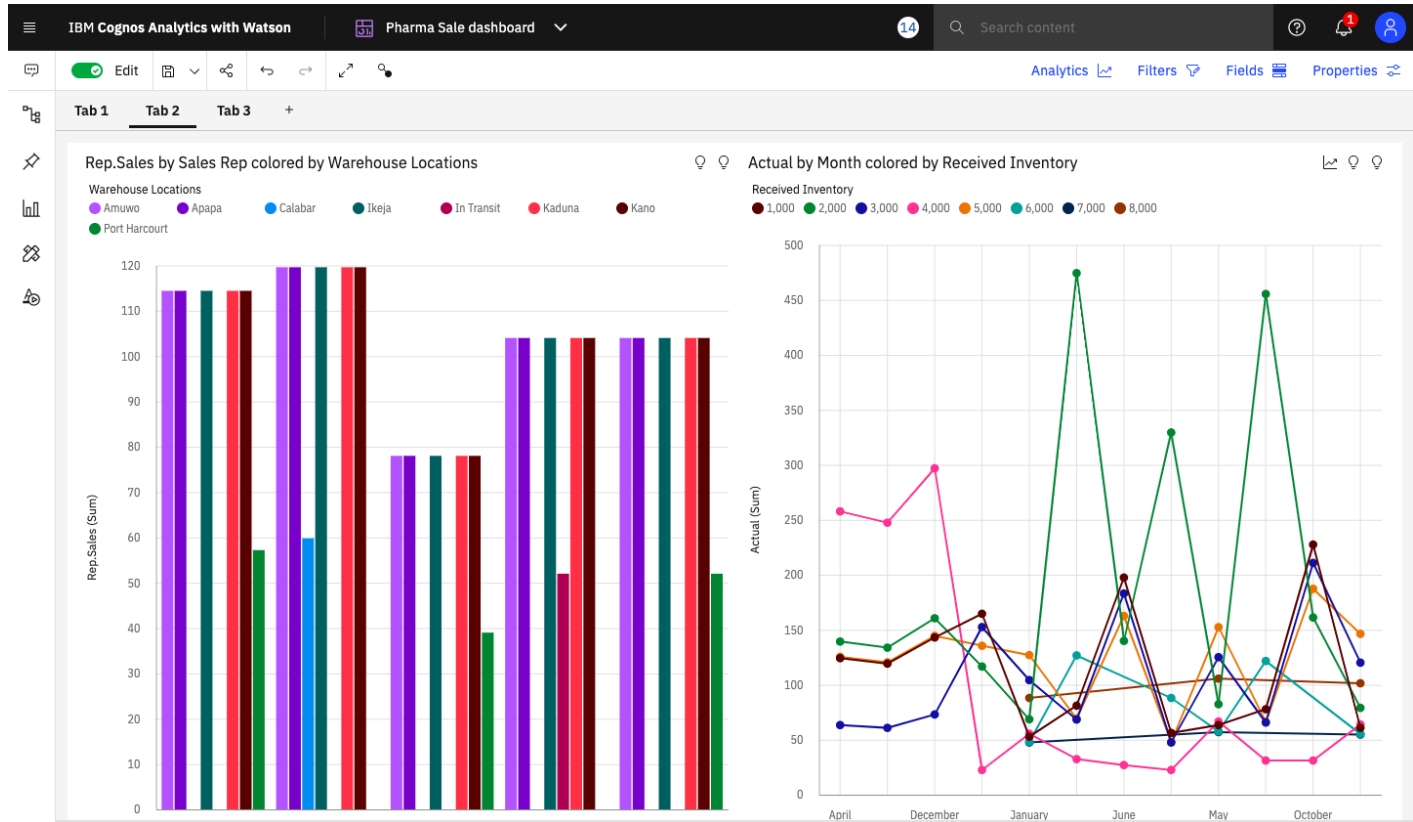 IBM Cognos Analytics with Watson
Pharma Sale dashboard
14
Search content
1
Edit
Analytics
Filters
Fields
Properties
Tab 1
Tab 2
Tab 3
+
Rep.Sales by Sales Rep colored by Warehouse Locations
Warehouse Locations
Amuwo Apapa Calabar Ikeja In Transit Kaduna Kano
Port Harcourt
120
110
100
90
80
70
60
50
40
30
20
10
0
Rep.Sales (Sum)
Actual by Month colored by Received Inventory
Received Inventory
1,000 2,000 3,000 4,000 5,000 6,000 7,000 8,000
500
450
400
350
300
250
200
150
100
50
0
Actual (Sum)
April December January June May October